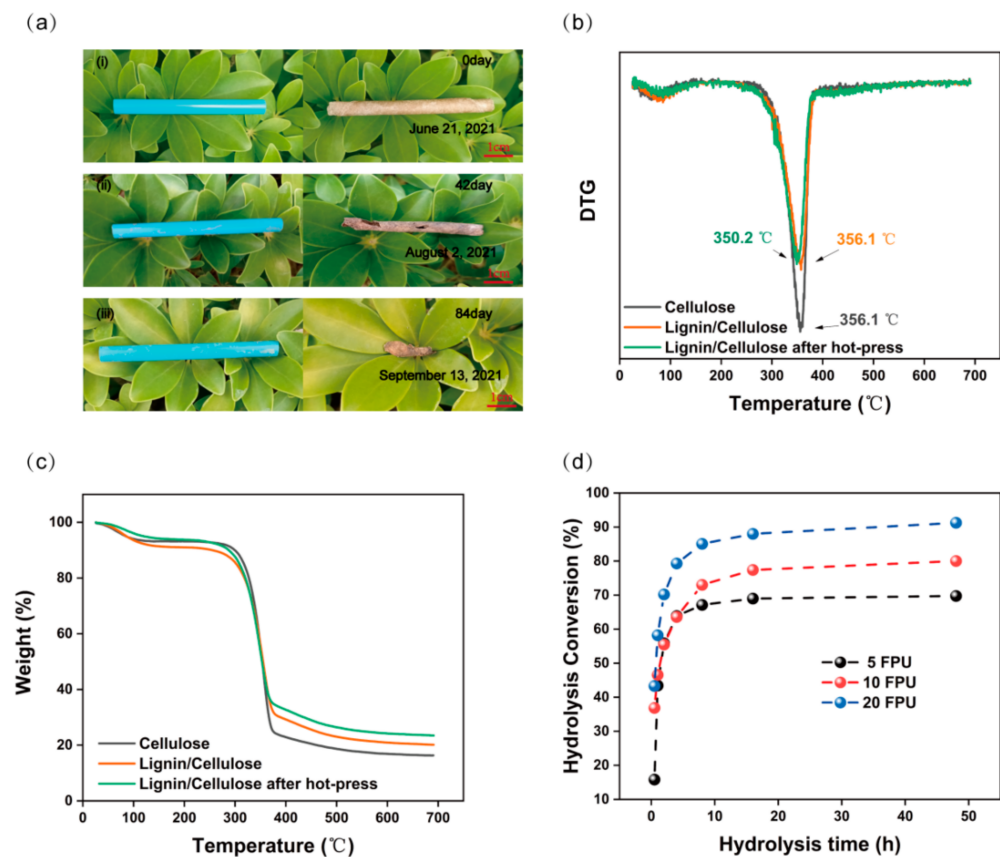 (a)
(i)
0day
June 21, 2021
1cm
(ii)
42day
August 2, 2021
1cm
(iii)
84day
September 13, 2021
1cm
(b)
DTG
350.2 ℃
356.1 ℃
356.1 ℃
Cellulose
Lignin/Cellulose
Lignin/Cellulose after hot-press
0 100 200 300 400 500 600 700
Temperature (℃)
(c)
Weight (%)
100
80
60
40
20
0
Cellulose
Lignin/Cellulose
Lignin/Cellulose after hot-press
0 100 200 300 400 500 600 700
Temperature (℃)
(d)
Hydrolysis Conversion (%)
100
90
80
70
60
50
40
30
20
10
5 FPU
10 FPU
20 FPU
0 10 20 30 40 50
Hydrolysis time (h)